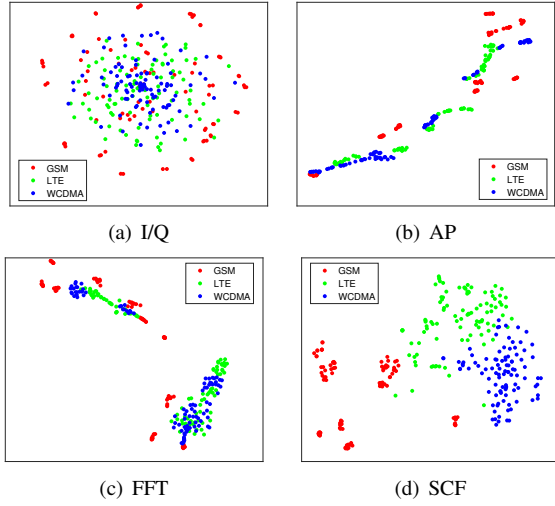 GSM
LTE
WCDMA
(a) I/Q
GSM
LTE
WCDMA
(b) AP
GSM
LTE
WCDMA
(c) FFT
GSM
LTE
WCDMA
(d) SCF